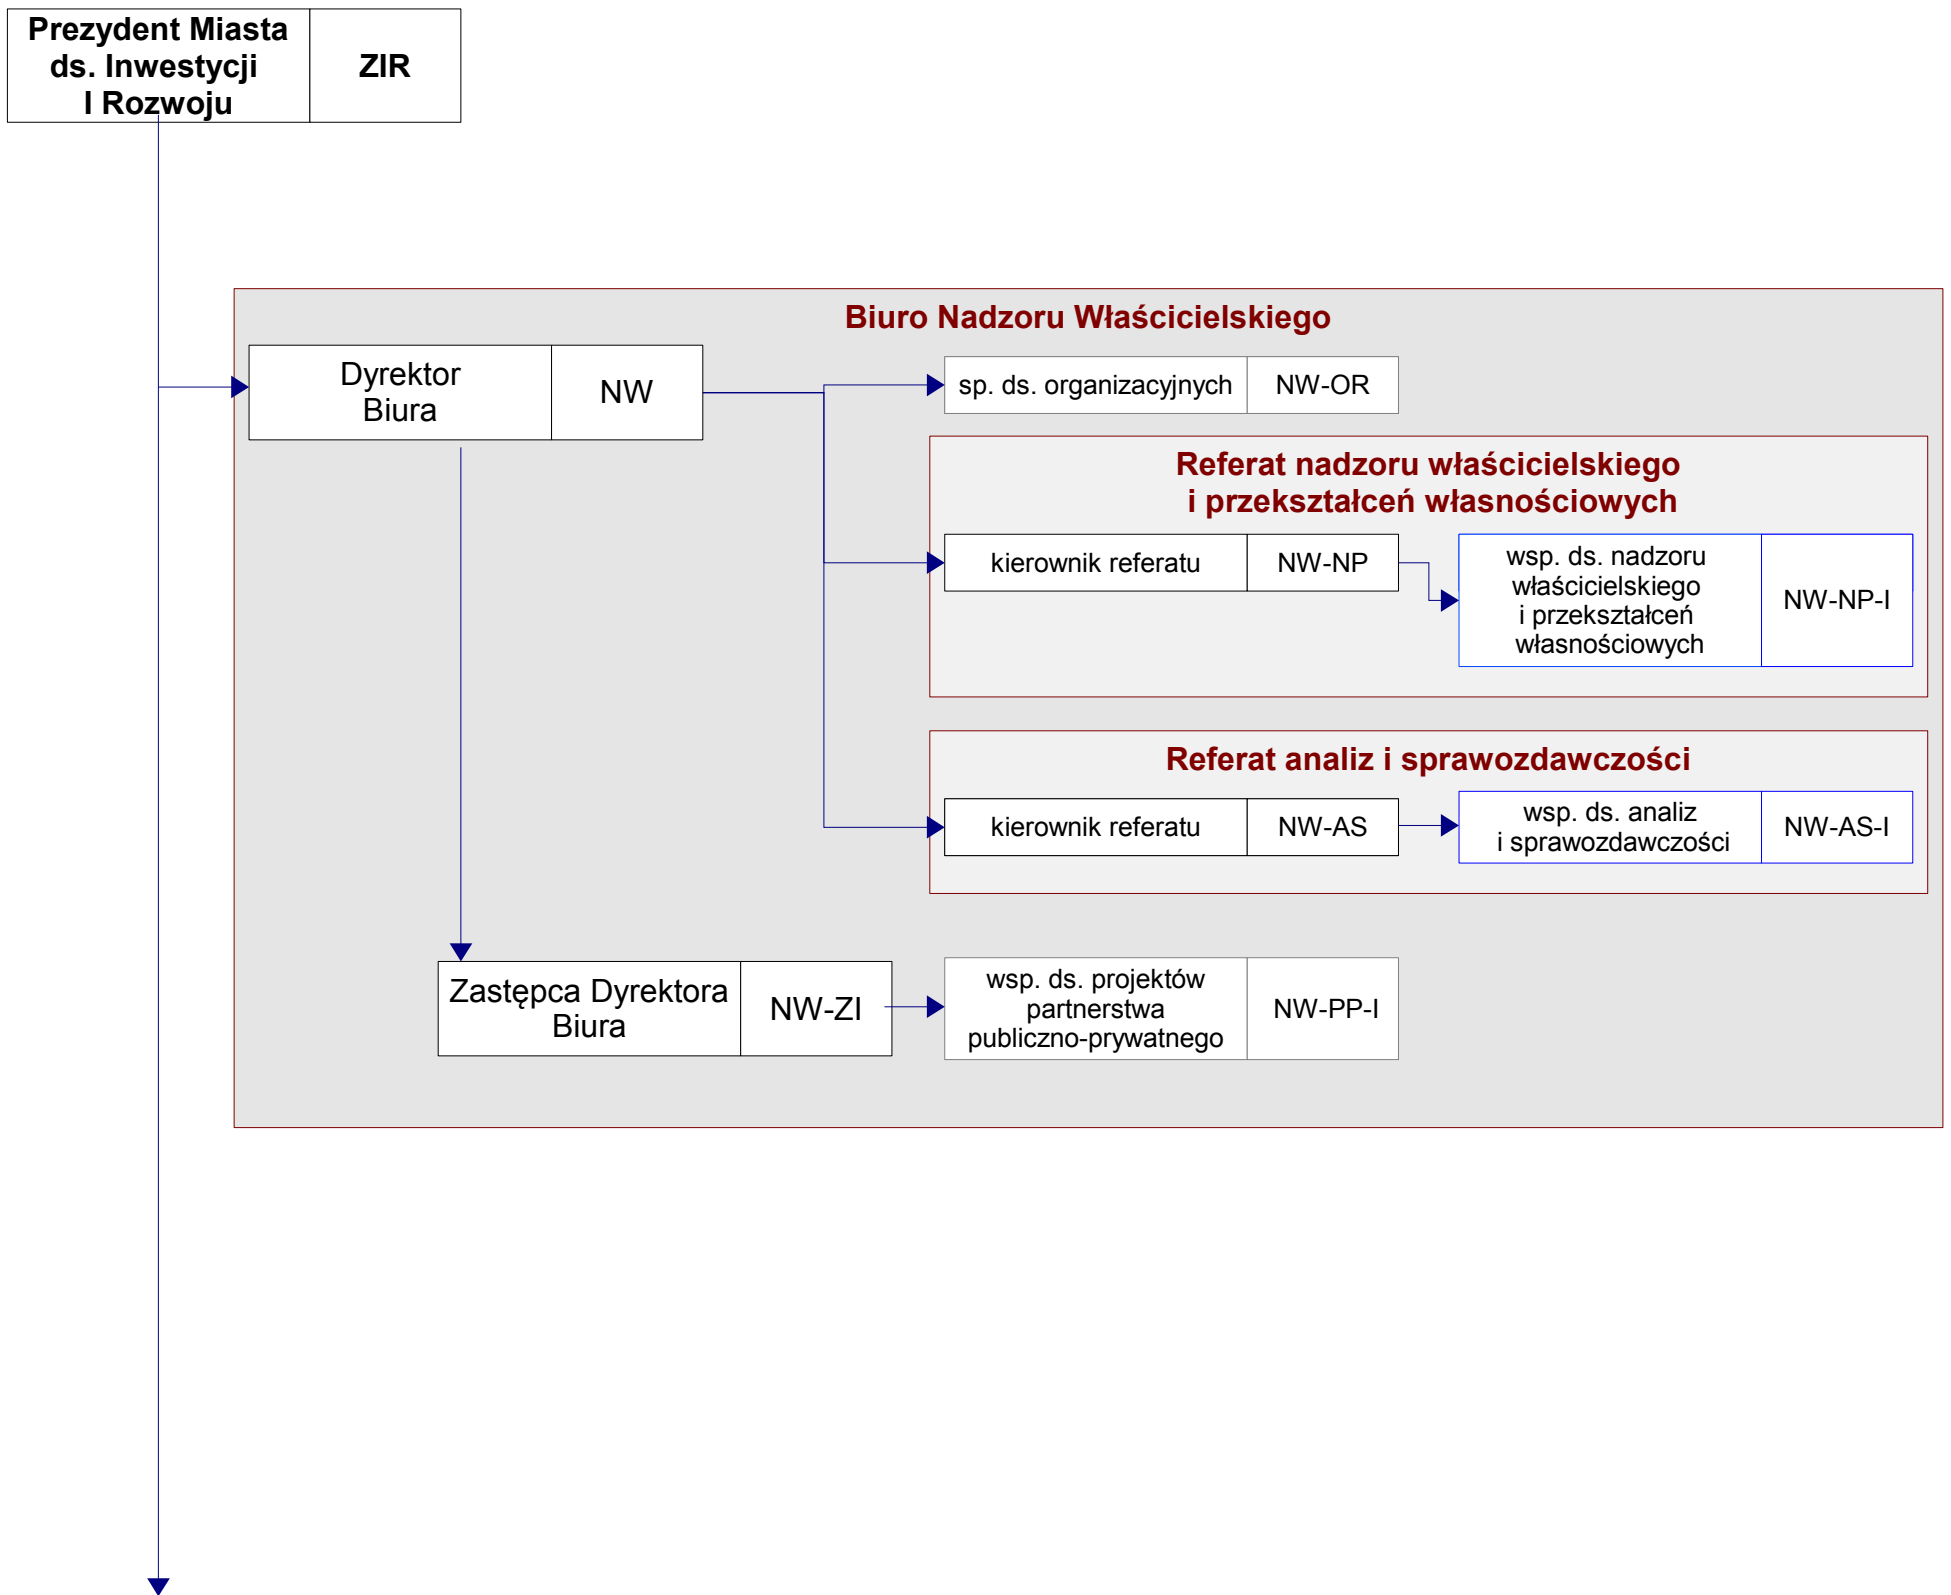 Prezydent Miasta
ds. Inwestycji
I Rozwoju
ZIR
Biuro Nadzoru Właścicielskiego
Dyrektor
Biura
NW
sp. ds. organizacyjnych
NW-OR
Referat nadzoru właścicielskiego
i przekształceń własnościowych
kierownik referatu
NW-NP
wsp. ds. nadzoru
właścicielskiego
i przekształceń
własnościowych
NW-NP-I
Referat analiz i sprawozdawczości
kierownik referatu
NW-AS
wsp. ds. analiz
i sprawozdawczości
NW-AS-I
Zastępca Dyrektora
Biura
NW-ZI
wsp. ds. projektów
partnerstwa
publiczno-prywatnego
NW-PP-I